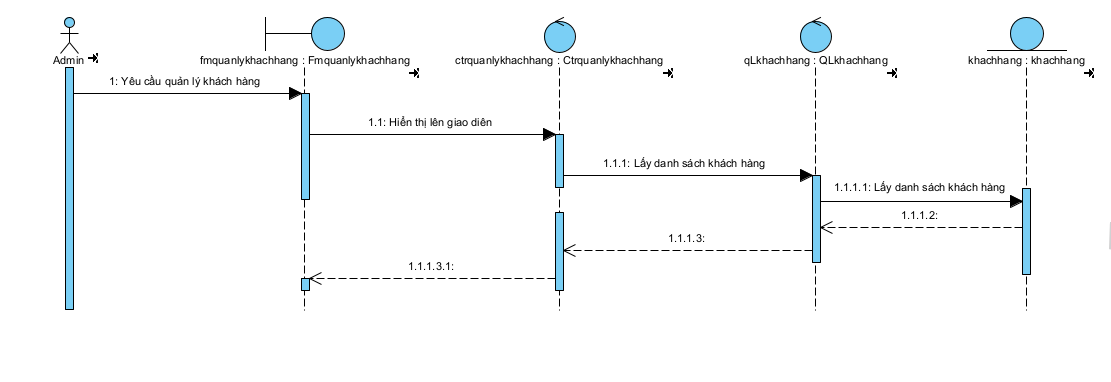 Admin
fmquanlykhachhang : Fmquanlykhachhang
ctrquanlykhachhang : Ctrquanlykhachhang
qLkhachhang : QLkhachhang
khachhang : khachhang
1: Yêu cầu quản lý khách hàng
1.1: Hiển thị lên giao diên
1.1.1: Lấy danh sách khách hàng
1.1.1.1: Lấy danh sách khách hàng
1.1.1.2:
1.1.1.3:
1.1.1.3.1: